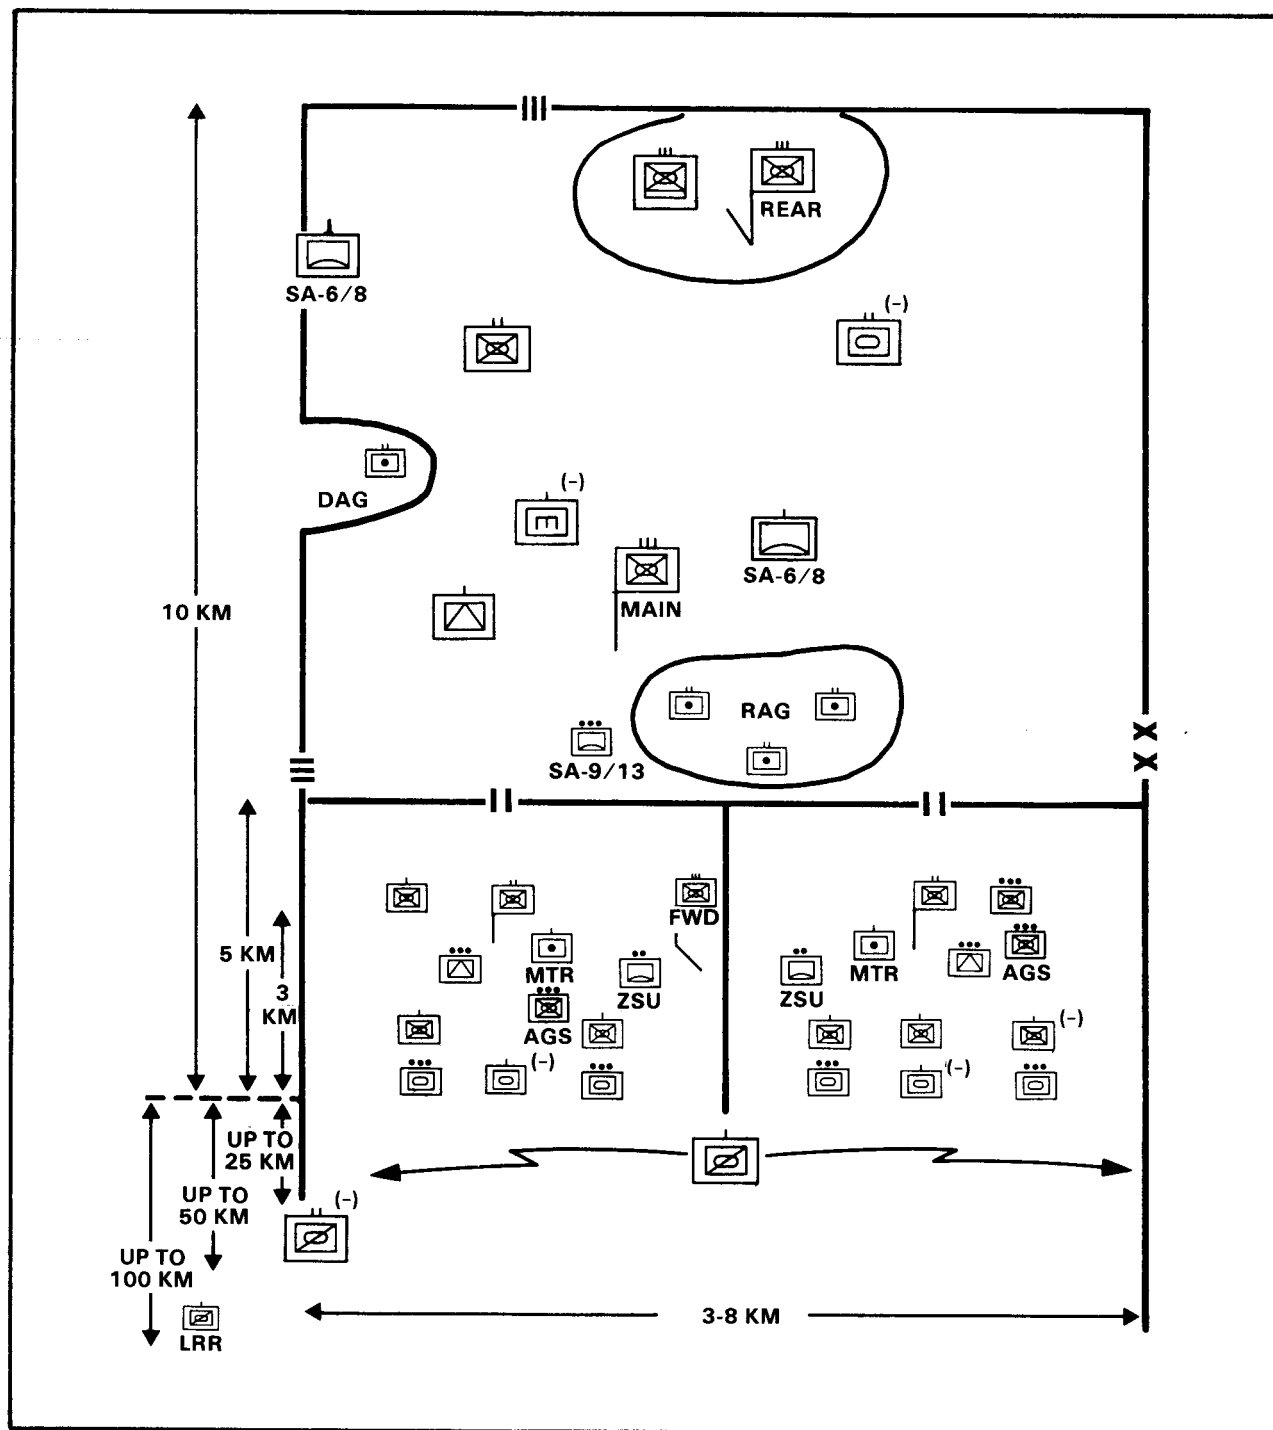 REAR
SA-6/8
(-)
DAG
(-)
SA-6/8
10 KM
MAIN
RAG
SA-9/13
X
X
FWD
5 KM
3
KM
MTR
ZSU
AGS
(-)
MTR
ZSU
AGS
(-)
(-)
UP TO
25 KM
UP TO
50 KM
(-)
UP TO
100 KM
LRR
3-8 KM